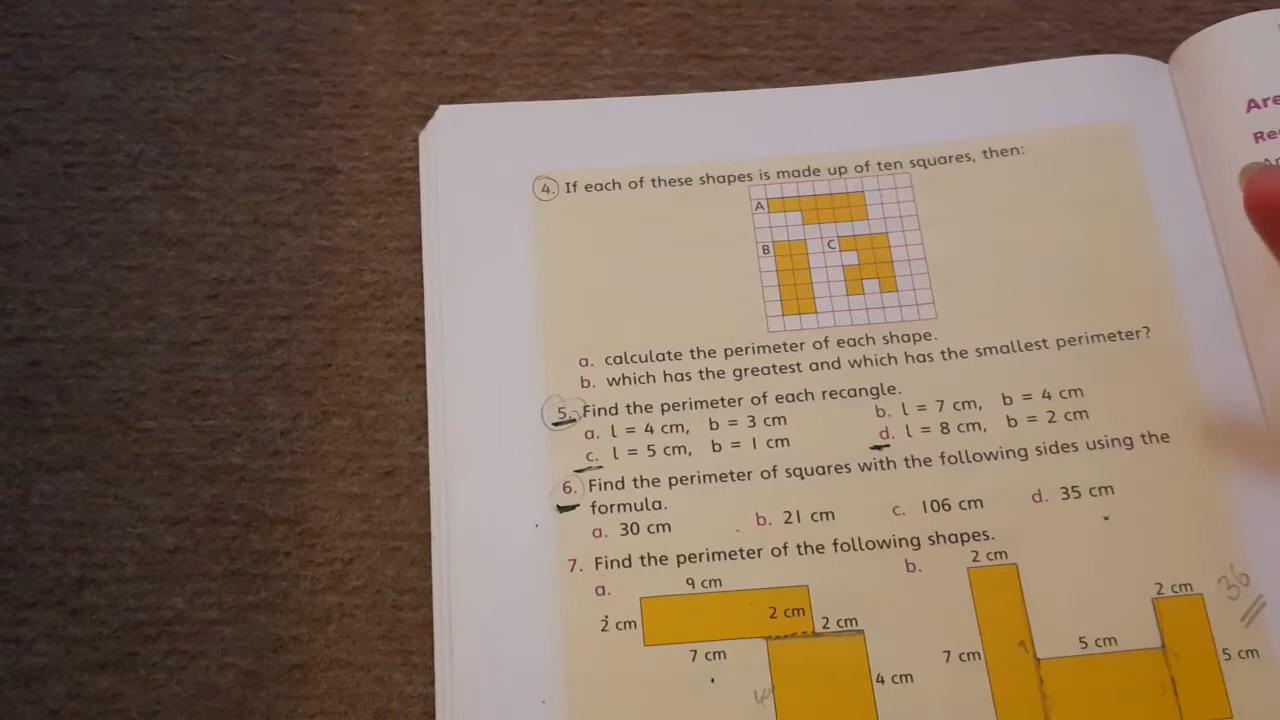 Are
Re
4. If each of these shapes is made up of ten squares, then:
A
B
C
a. calculate the perimeter of each shape.
b. which has the greatest and which has the smallest perimeter?
5. Find the perimeter of each recangle.
a. l = 4 cm, b = 3 cm b. l = 7 cm, b = 4 cm
c. l = 5 cm, b = 1 cm d. l = 8 cm, b = 2 cm
6. Find the perimeter of squares with the following sides using the
formula.
a. 30 cm b. 21 cm c. 106 cm d. 35 cm
7. Find the perimeter of the following shapes.
a.
9 cm
2 cm
2 cm
2 cm
7 cm
4 cm
b.
2 cm
2 cm
36
5 cm
7 cm
5 cm